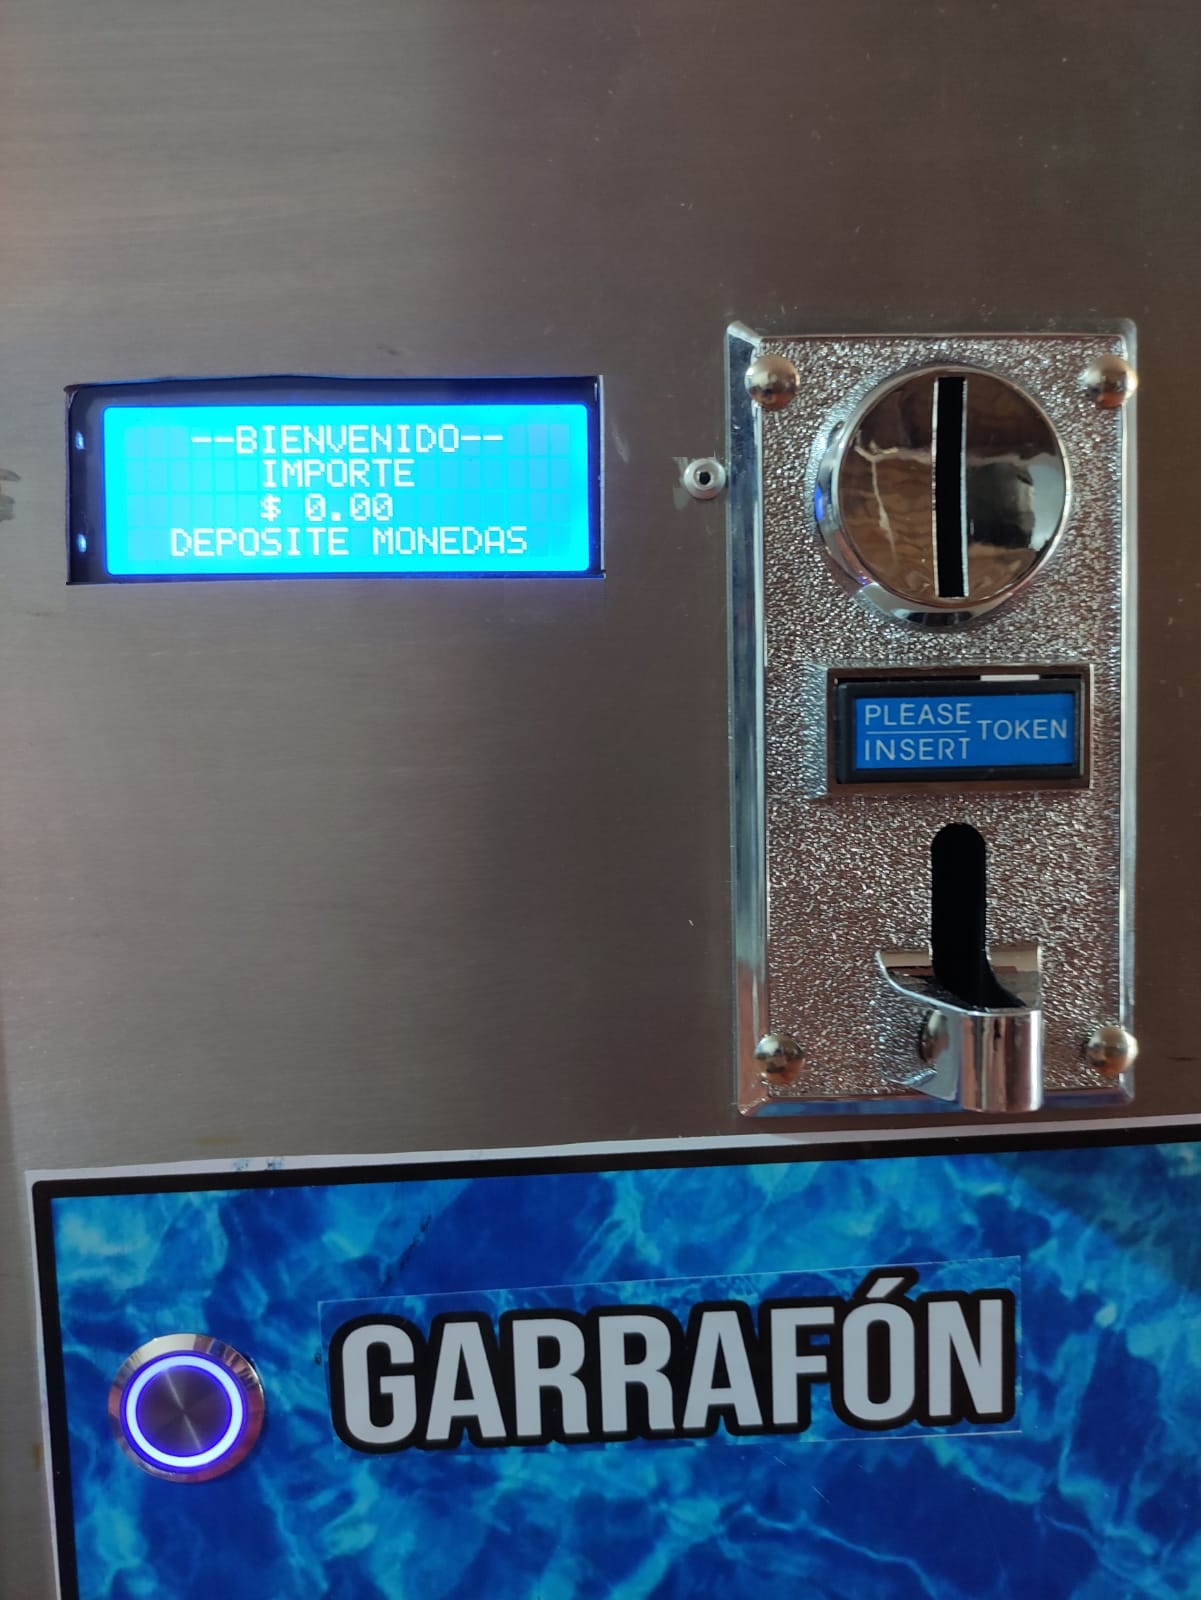 --BIENVENIDO--
IMPORTE
$ 0.00
DEPOSITE MONEDAS
PLEASE
INSERT
TOKEN
GARRAFÓN